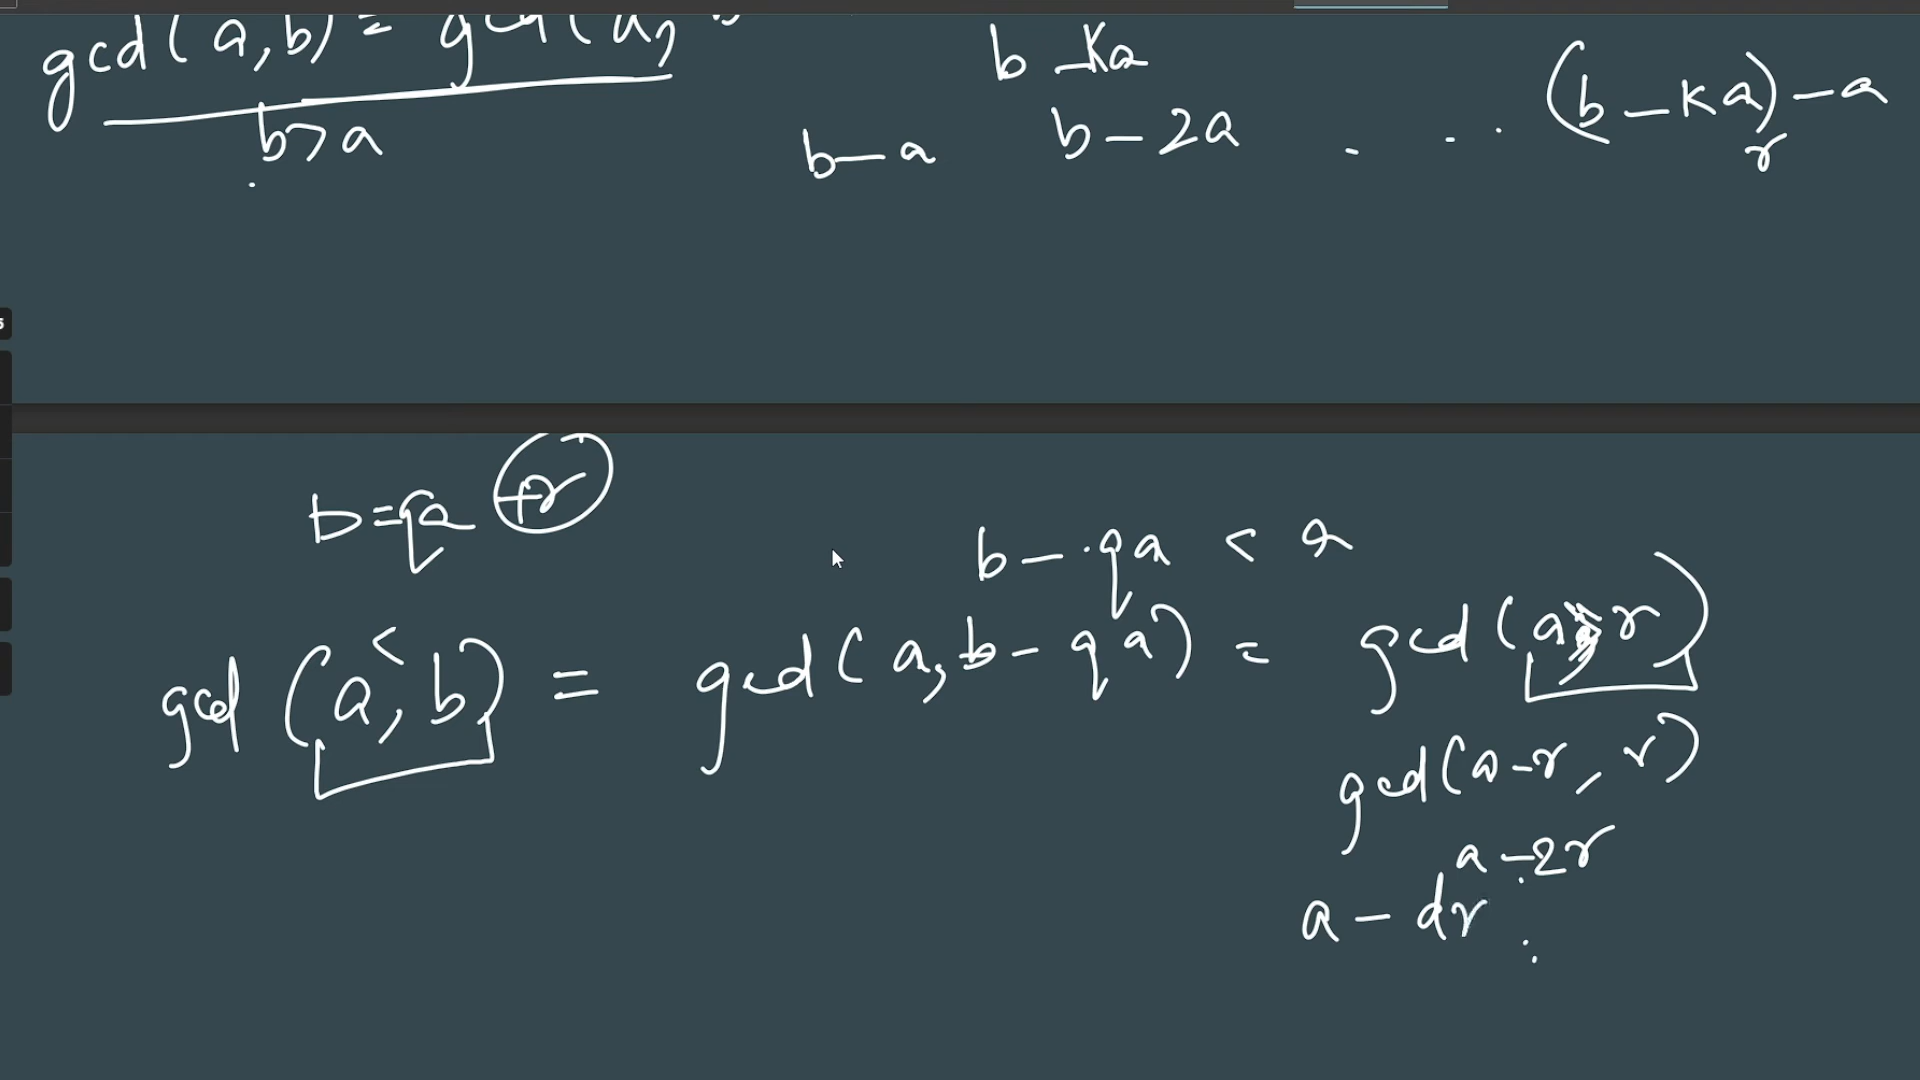 gcd(a,b) = gcd(a,
b>a
b-ka
b-a b-2a . . . (b-ka)-a
r
b=qa +r
b-qa < a
gcd (a,b) = gcd(a,b-qa) = gcd(a,r)
<
gcd(a-r, r)
a-2r
a-dr